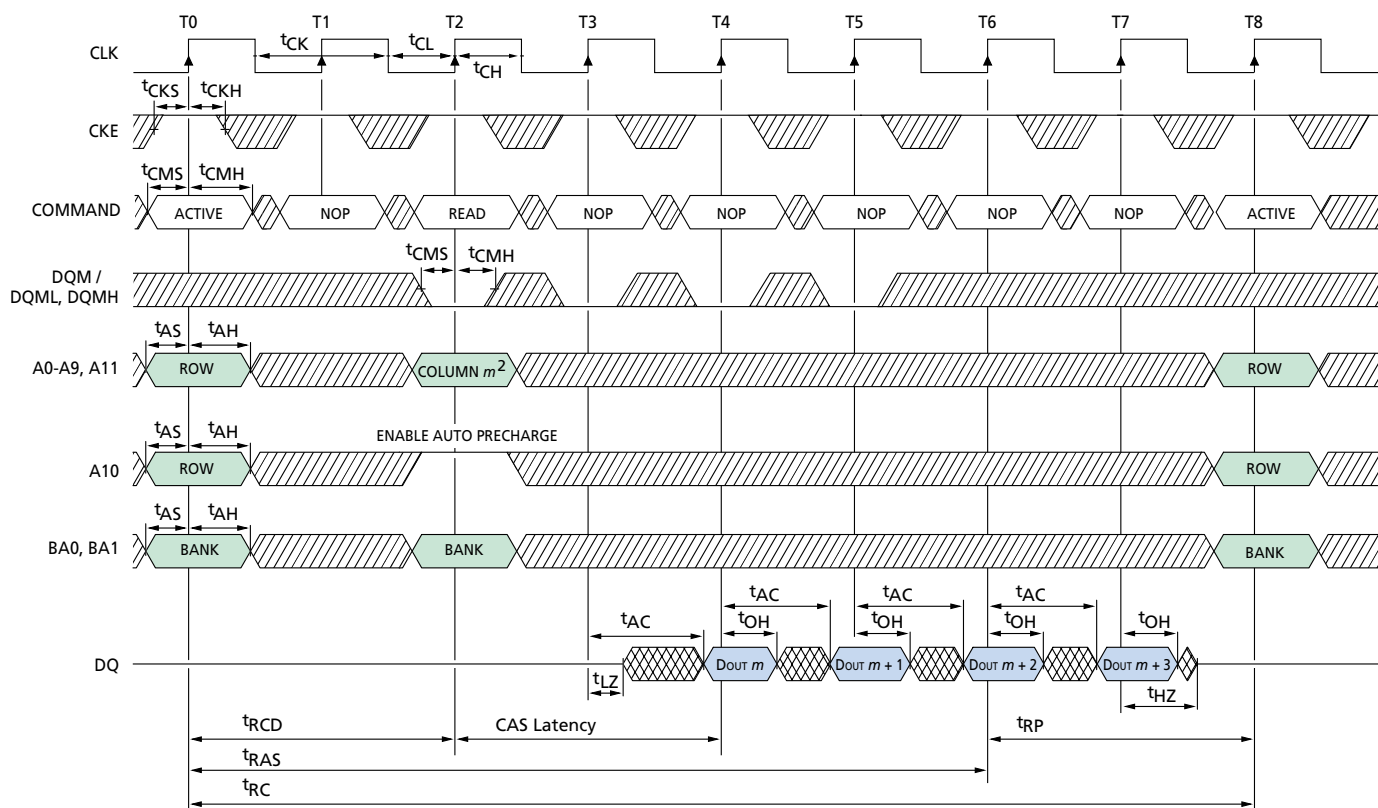 T0 T1 T2 T3 T4 T5 T6 T7 T8
CLK
tCK
tCL
tCH
tCKS tCKH
CKE
tCMS tCMH
COMMAND
ACTIVE NOP READ NOP NOP NOP NOP NOP ACTIVE
tCMS tCMH
DQM /
DQML, DQMH
tAS tAH
A0-A9, A11
ROW COLUMN m2 ROW
ENABLE AUTO PRECHARGE
tAS tAH
A10
ROW ROW
tAS tAH
BA0, BA1
BANK BANK BANK
tAC tAC tAC
tAC tOH tOH tOH tOH
DQ
DOUT m DOUT m + 1 DOUT m + 2 DOUT m + 3
tLZ tHZ
tRCD CAS Latency tRP
tRAS
tRC